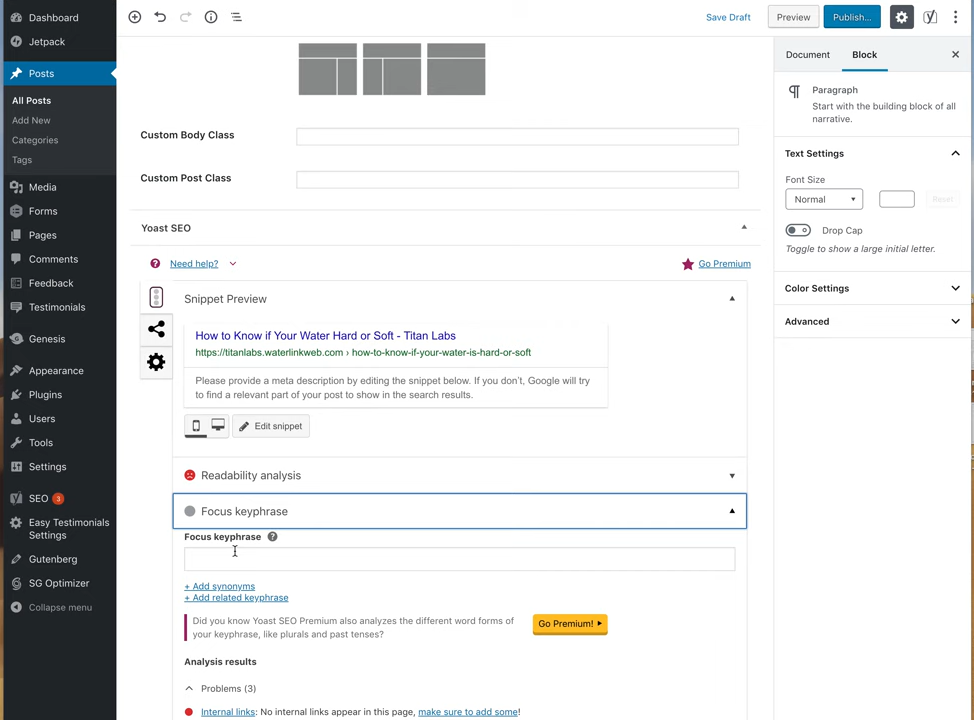 Dashboard
Jetpack
Posts
All Posts
Add New
Categories
Tags
Media
Forms
Pages
Comments
Feedback
Testimonials
Genesis
Appearance
Plugins
Users
Tools
Settings
SEO 3
Easy Testimonials
Settings
Gutenberg
SG Optimizer
Collapse menu
Save Draft
Preview
Publish...
Custom Body Class
Custom Post Class
Yoast SEO
Need help?
Go Premium
Snippet Preview
How to Know if Your Water Hard or Soft - Titan Labs
https://titanlabs.waterlinkweb.com › how-to-know-if-your-water-is-hard-or-soft
Please provide a meta description by editing the snippet below. If you don't, Google will try
to find a relevant part of your post to show in the search results.
Edit snippet
Readability analysis
Focus keyphrase
Focus keyphrase
+ Add synonyms
+ Add related keyphrase
Did you know Yoast SEO Premium also analyzes the different word forms of
your keyphrase, like plurals and past tenses?
Go Premium!
Analysis results
Problems (3)
Internal links: No internal links appear in this page, make sure to add some!
Document
Block
Paragraph
Start with the building block of all
narrative.
Text Settings
Font Size
Normal
Reset
Drop Cap
Toggle to show a large initial letter.
Color Settings
Advanced